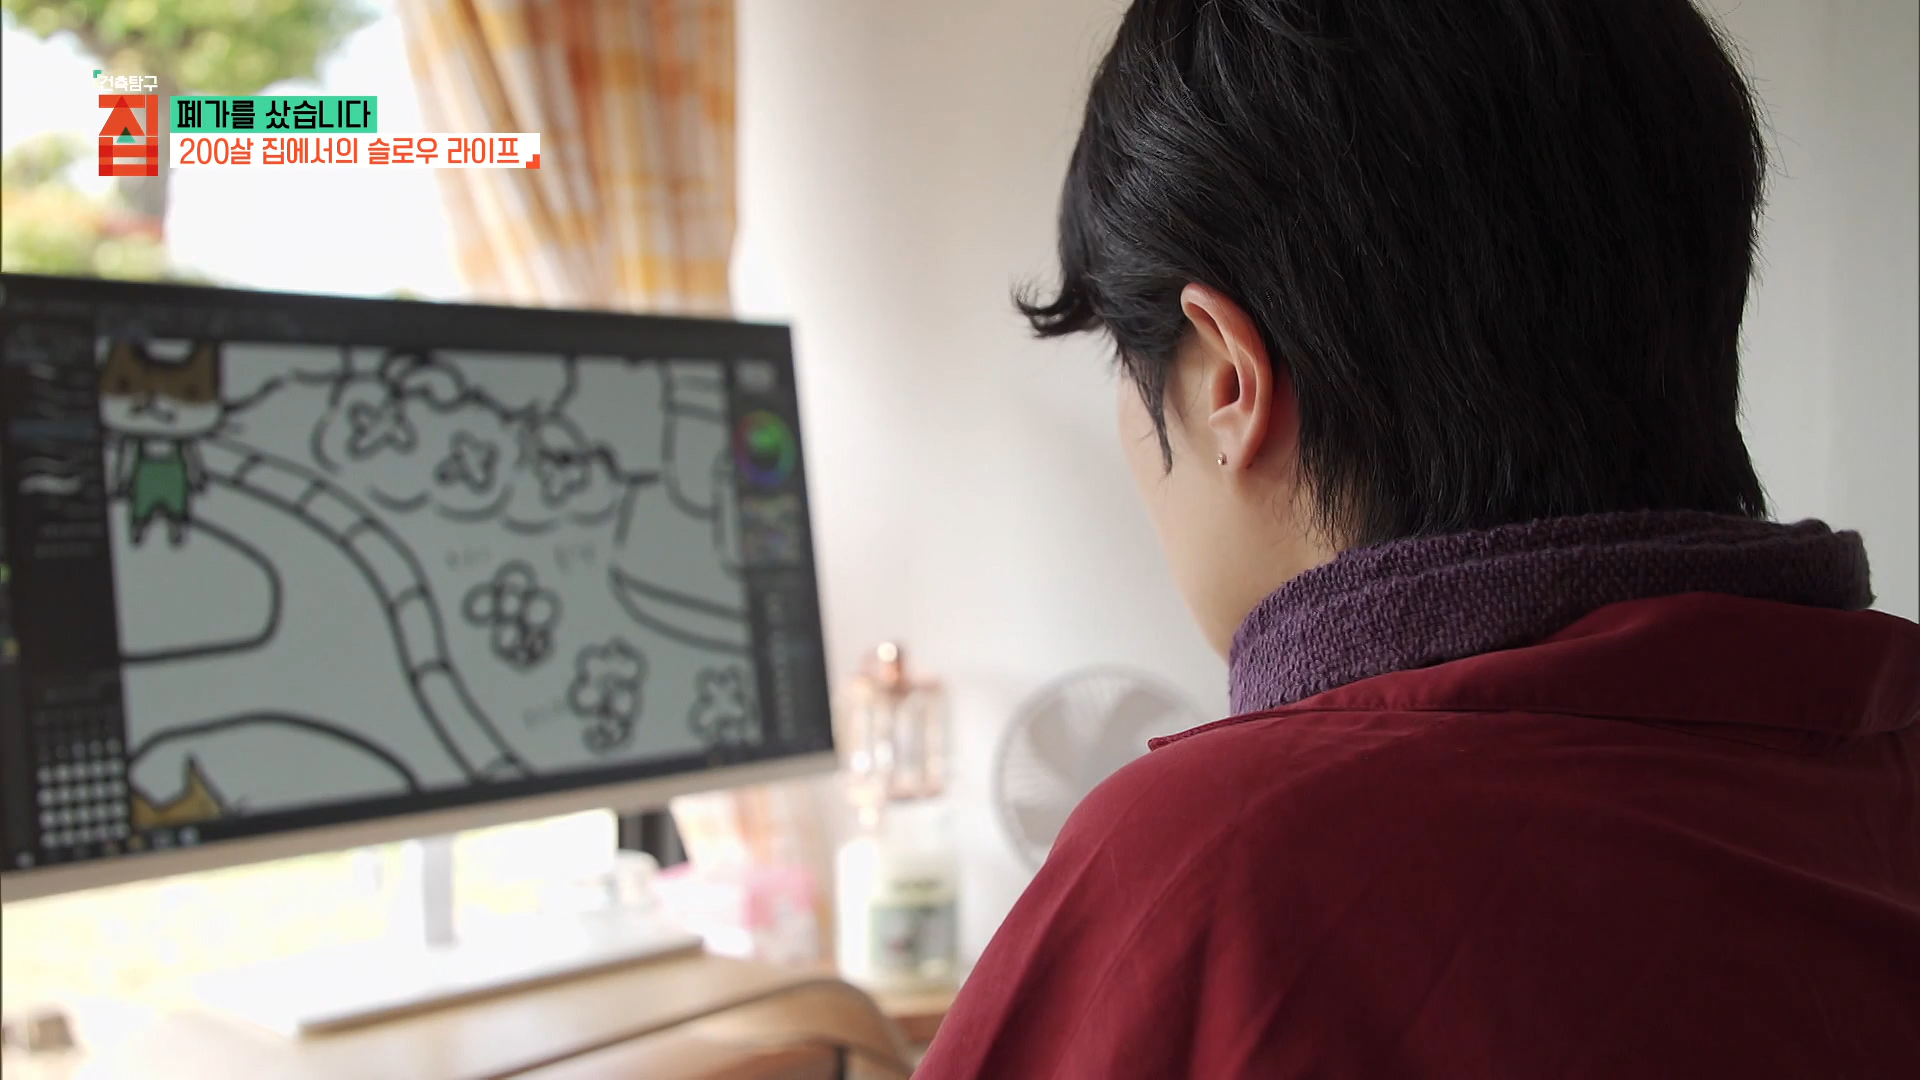 건축탐구
집
폐가를 샀습니다
200살 집에서의 슬로우 라이프